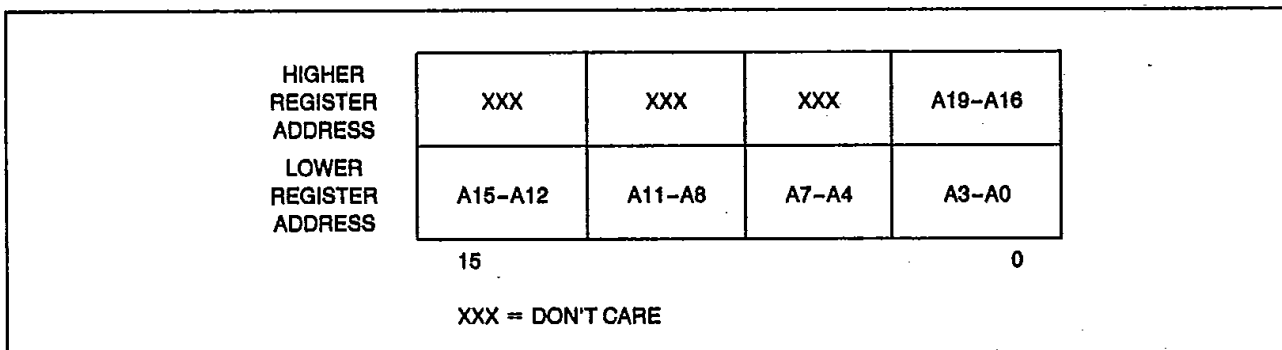 HIGHER
REGISTER
ADDRESS
XXX
XXX
XXX
A19–A16
LOWER
REGISTER
ADDRESS
A15–A12
A11–A8
A7–A4
A3–A0
15
0
XXX = DON'T CARE